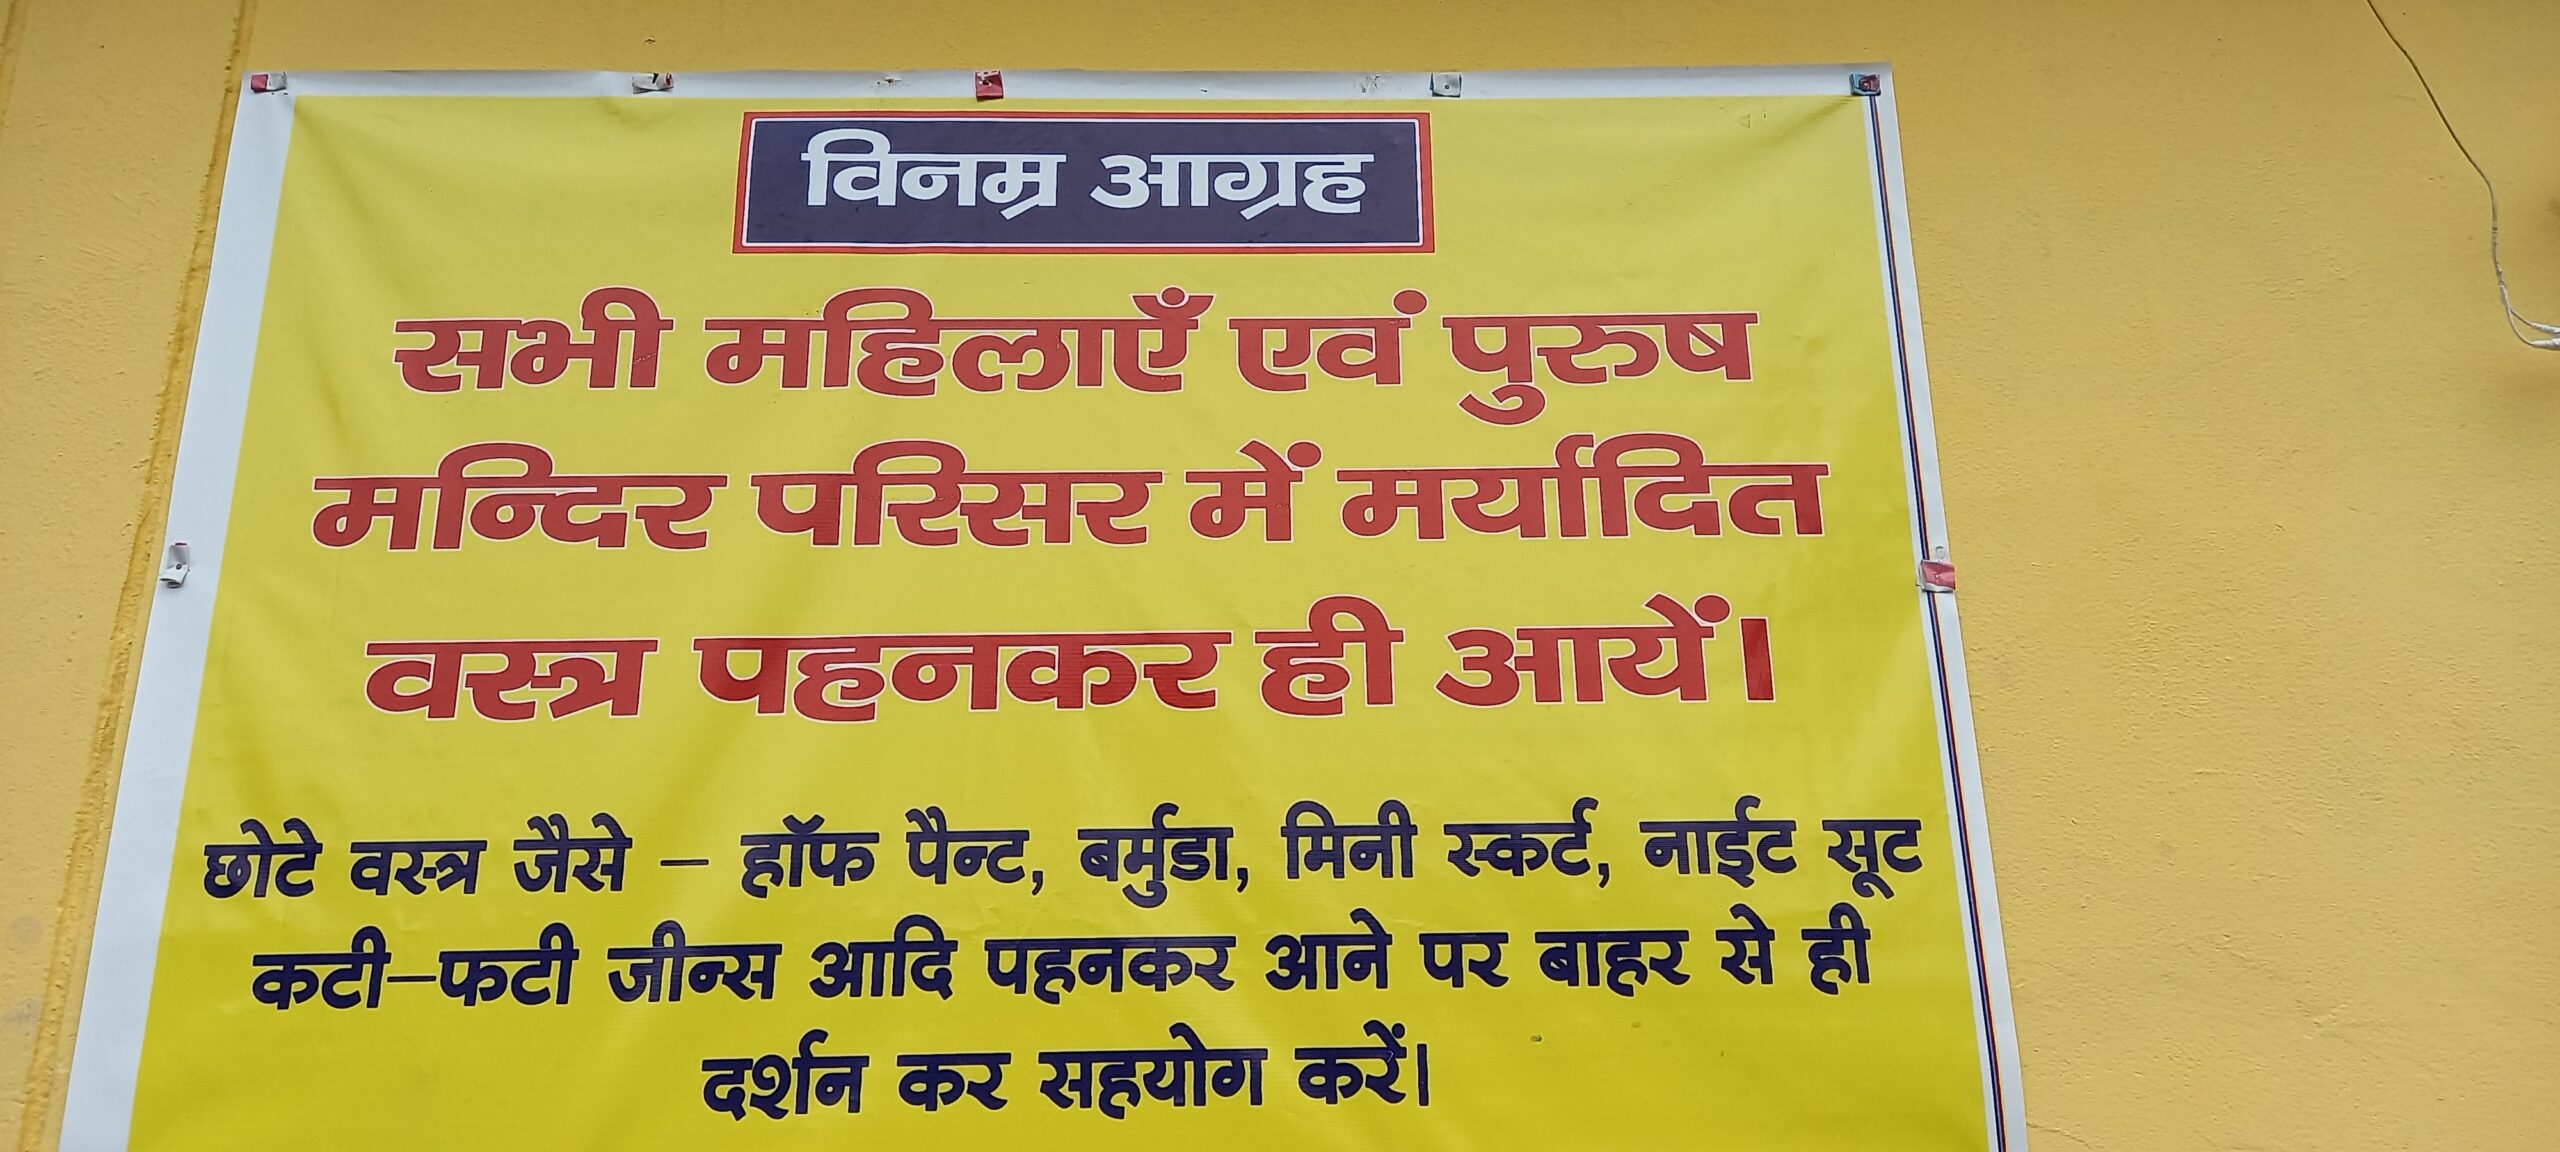 विनम्र आग्रह
सभी महिलाएँ एवं पुरुष
मन्दिर परिसर में मर्यादित
वस्त्र पहनकर ही आयें।
छोटे वस्त्र जैसे – हॉफ पैन्ट, बर्मुडा, मिनी स्कर्ट, नाईट सूट
कटी–फटी जीन्स आदि पहनकर आने पर बाहर से ही
दर्शन कर सहयोग करें।